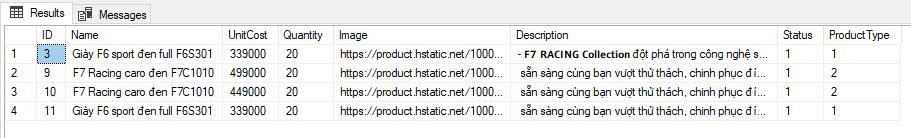 Results Messages
ID Name UnitCost Quantity Image Description Status ProductType
1 3 Giày F6 sport đen full F6S301 339000 20 https://product.hstatic.net/1000... - F7 RACING Collection đột phá trong công nghệ s... 1 1
2 9 F7 Racing caro đen F7C1010 499000 20 https://product.hstatic.net/1000... sẵn sàng cùng bạn vượt thử thách, chinh phục đí... 1 2
3 10 F7 Racing caro đen F7C1010 449000 20 https://product.hstatic.net/1000... sẵn sàng cùng bạn vượt thử thách, chinh phục đí... 1 2
4 11 Giày F6 sport đen full F6S301 339000 20 https://product.hstatic.net/1000... sẵn sàng cùng bạn vượt thử thách, chinh phục đí... 1 1